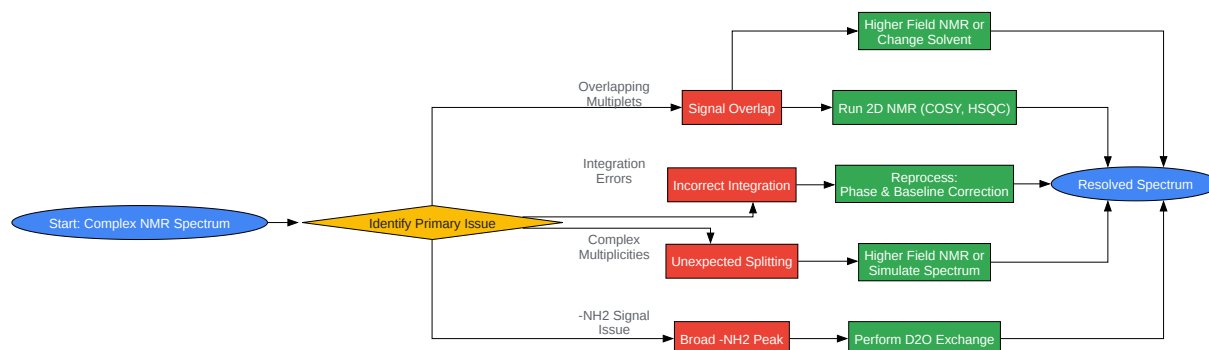 Higher Field NMR or
Change Solvent
Overlapping
Multiplets
Signal Overlap
Run 2D NMR (COSY, HSQC)
Integration
Errors
Incorrect Integration
Reprocess:
Phase & Baseline Correction
Resolved Spectrum
Start: Complex NMR Spectrum
Identify Primary Issue
Complex
Multiplicities
Unexpected Splitting
Higher Field NMR or
Simulate Spectrum
-NH2 Signal
Issue
Broad -NH2 Peak
Perform D2O Exchange